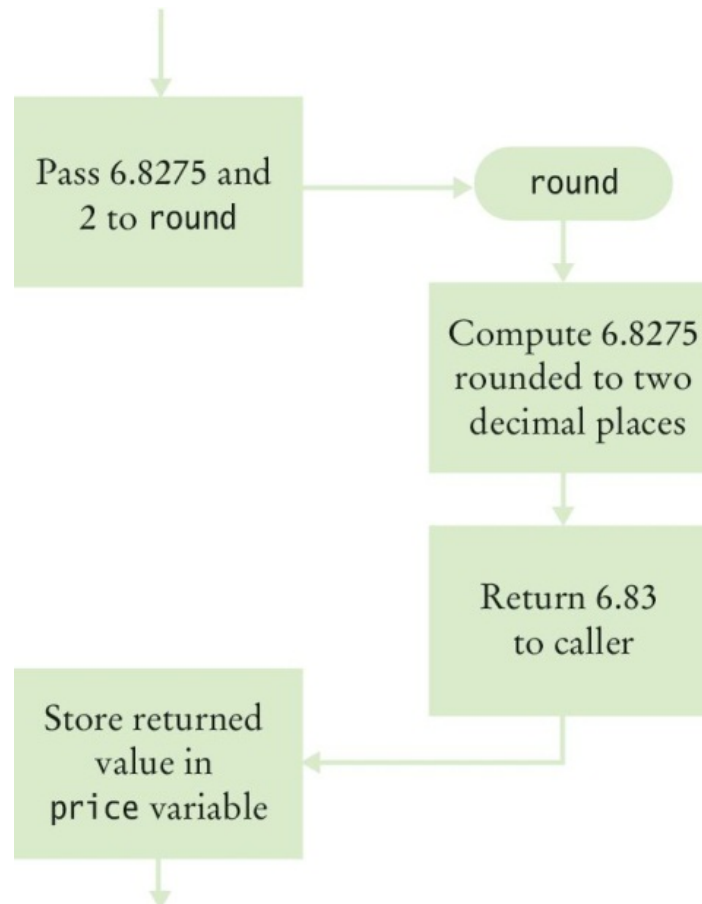 Pass 6.8275 and
2 to round
round
Compute 6.8275
rounded to two
decimal places
Return 6.83
to caller
Store returned
value in
price variable